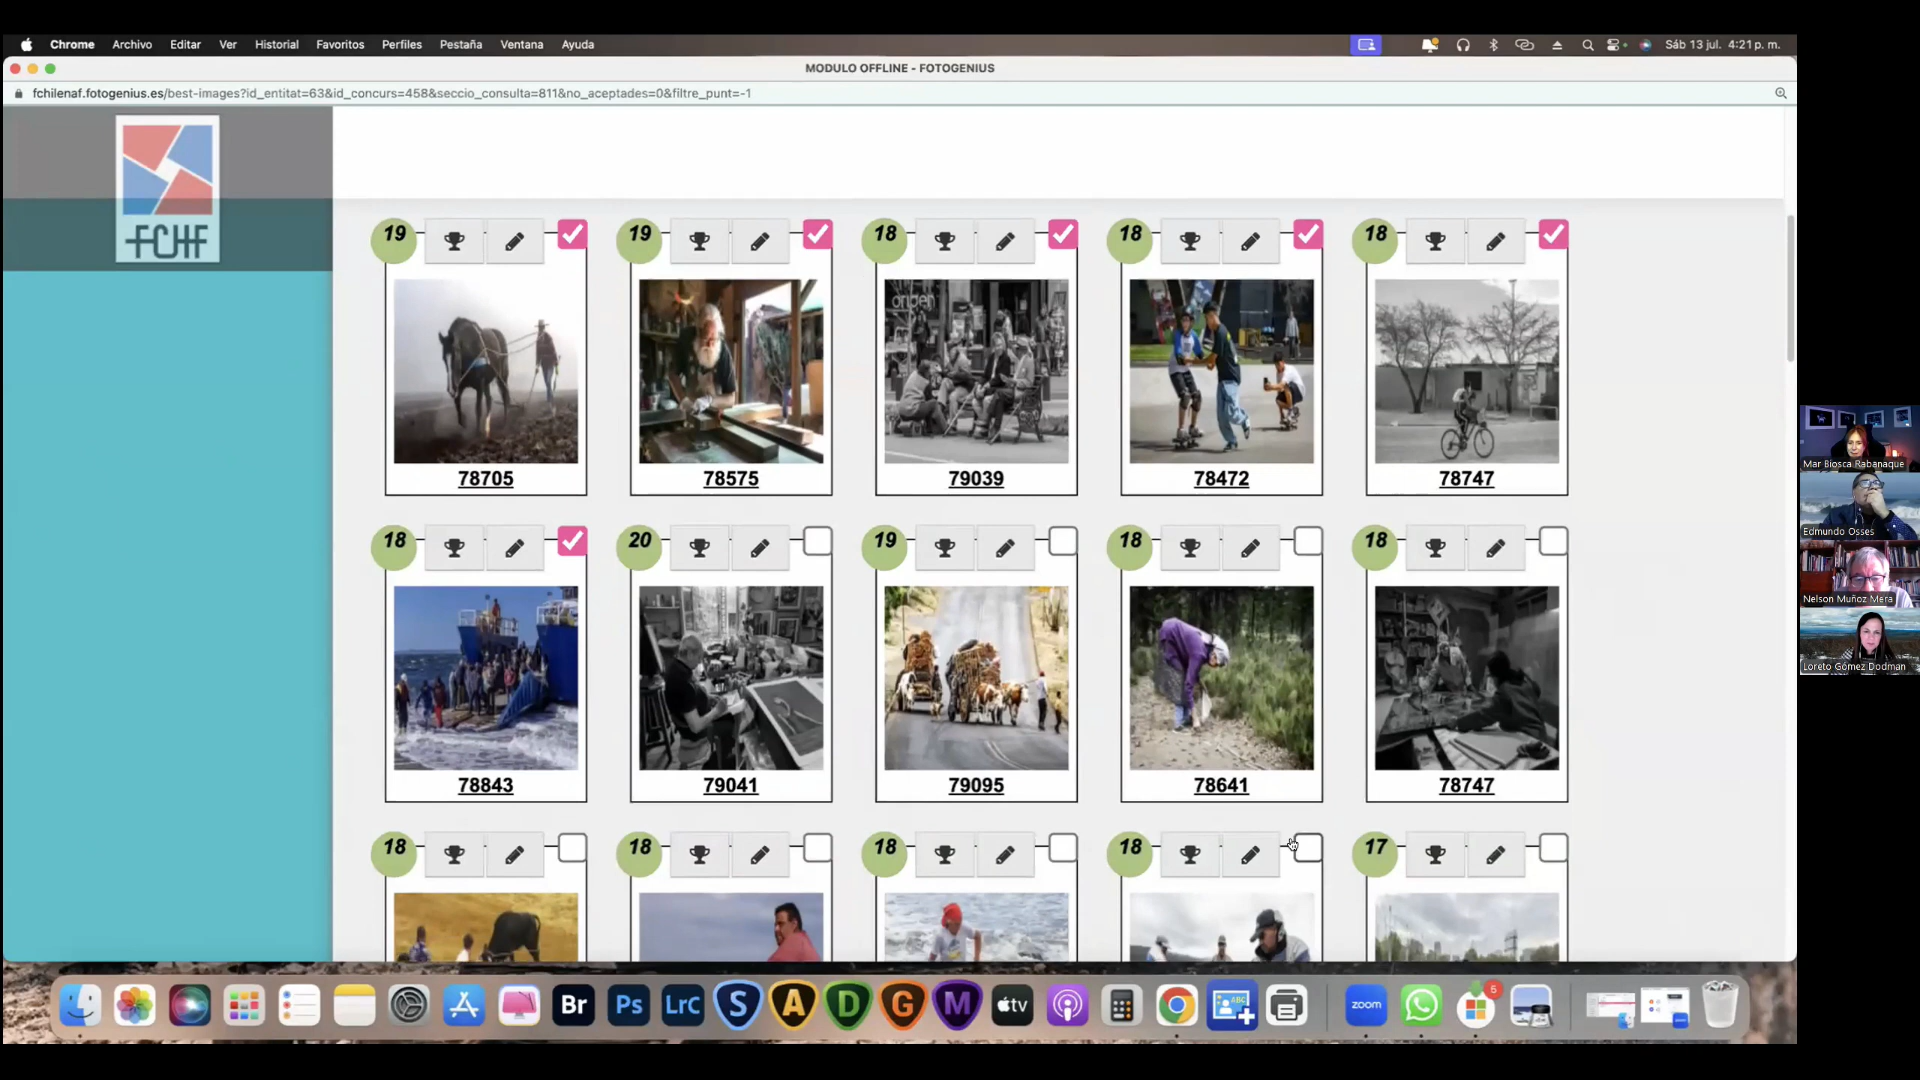 Chrome Archivo Editar Ver Historial Favoritos Perfiles Pestaña Ventana Ayuda
Sáb 13 jul. 4:21 p. m.
MODULO OFFLINE - FOTOGENIUS
fchilenaf.fotogenius.es/best-images?id_entitat=63&id_concurs=458&seccio_consulta=811&no_aceptades=0&filtre_punt=-1
FCHF
19 19 18 18 18
origen
78705 78575 79039 78472 78747
18 20 19 18 18
78843 79041 79095 78641 78747
18 18 18 18 17
Mar Biosca Rabanaque
Edmundo Osses
Nelson Muñoz Mera
Loreto Gómez Dodman
Br Ps LrC S A D G M tv ABC zoom 5